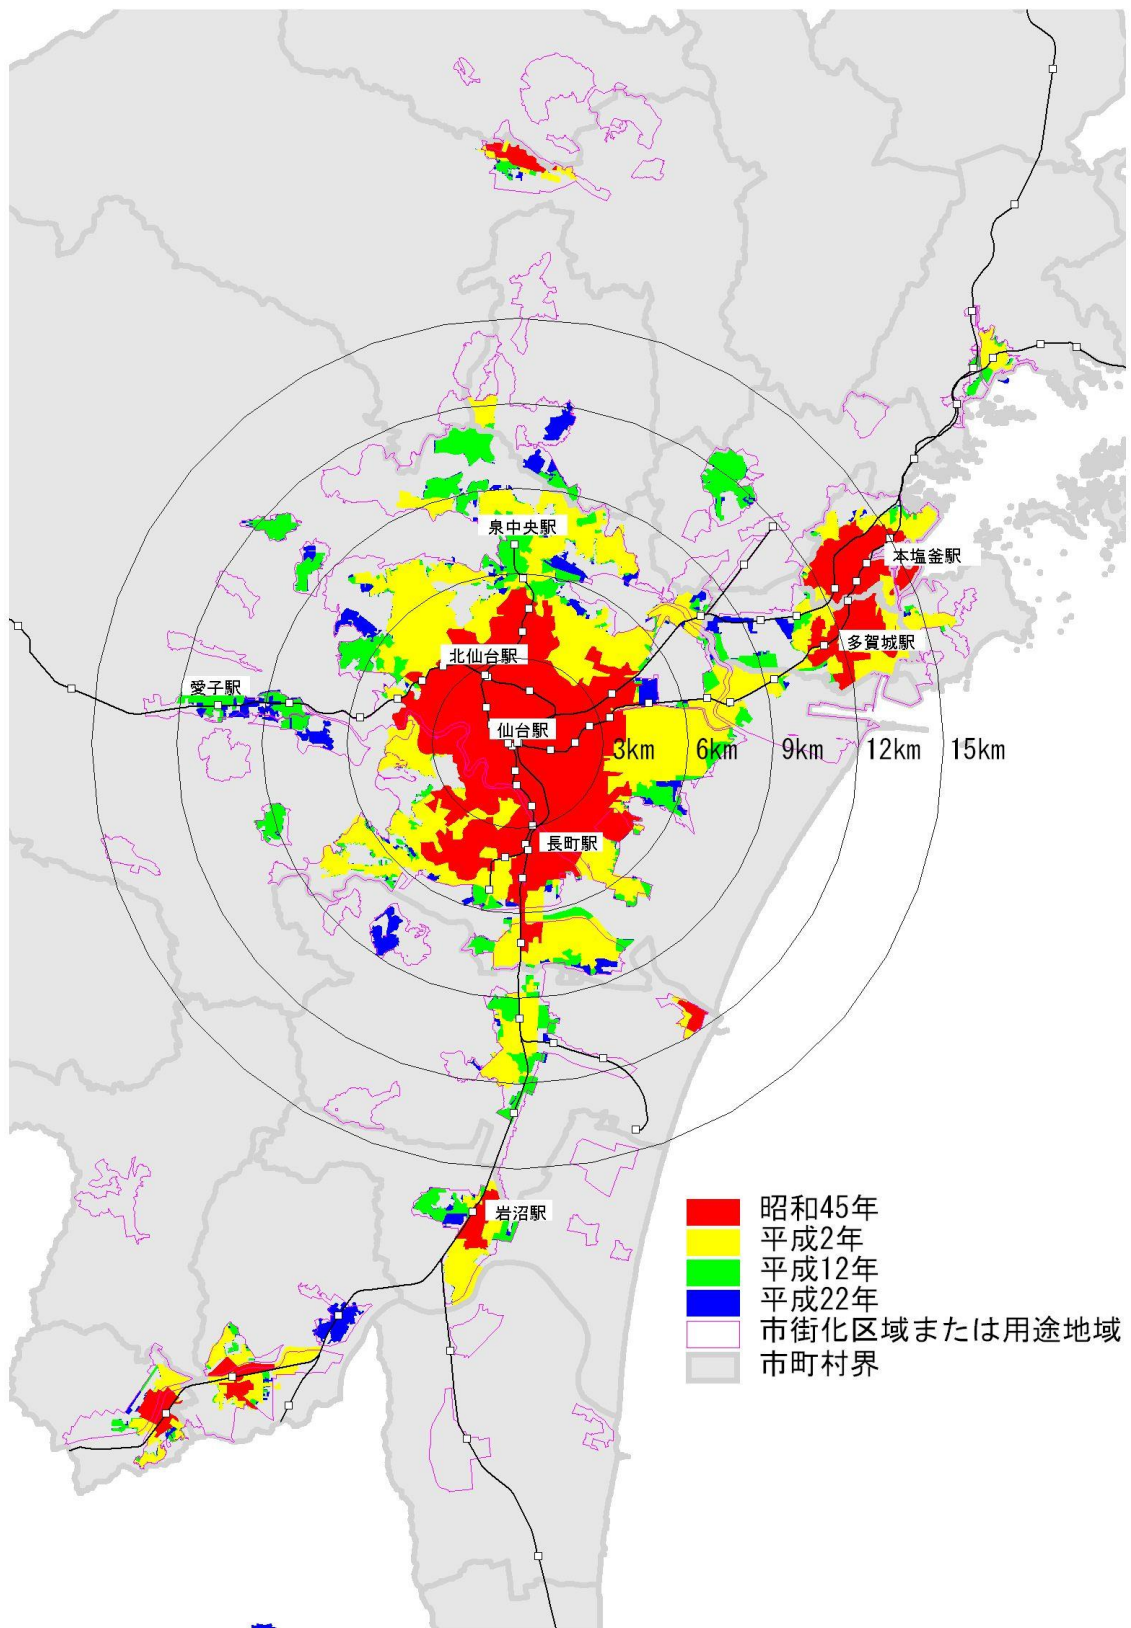 泉中央駅
本塩釜駅
多賀城駅
北仙台駅
愛子駅
仙台駅
3km 6km 9km 12km 15km
長町駅
岩沼駅
昭和45年
平成2年
平成12年
平成22年
市街化区域または用途地域
市町村界